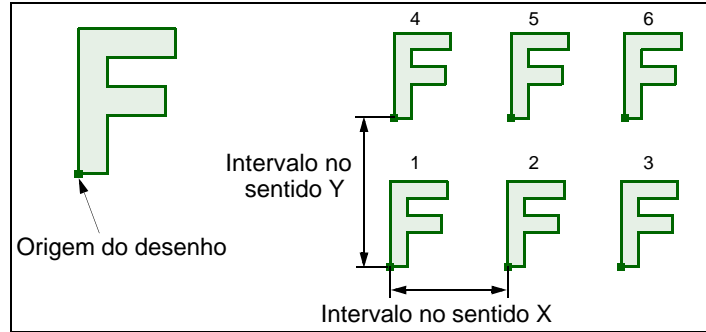 4 5 6
Intervalo no
sentido Y
1 2 3
Origem do desenho
Intervalo no sentido X